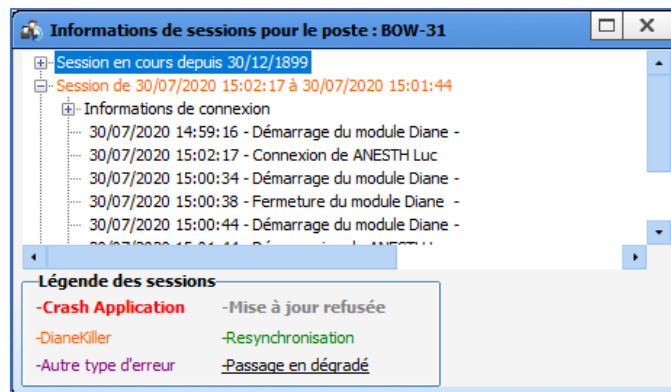 Informations de sessions pour le poste : BOW-31
Session en cours depuis 30/12/1899
Session de 30/07/2020 15:02:17 à 30/07/2020 15:01:44
Informations de connexion
30/07/2020 14:59:16 - Démarrage du module Diane -
30/07/2020 15:02:17 - Connexion de ANESTH Luc
30/07/2020 15:00:34 - Démarrage du module Diane -
30/07/2020 15:00:38 - Fermeture du module Diane -
30/07/2020 15:00:44 - Démarrage du module Diane -
Légende des sessions
-Crash Application -Mise à jour refusée
-DianeKiller -Resynchronisation
-Autre type d'erreur -Passage en dégradé